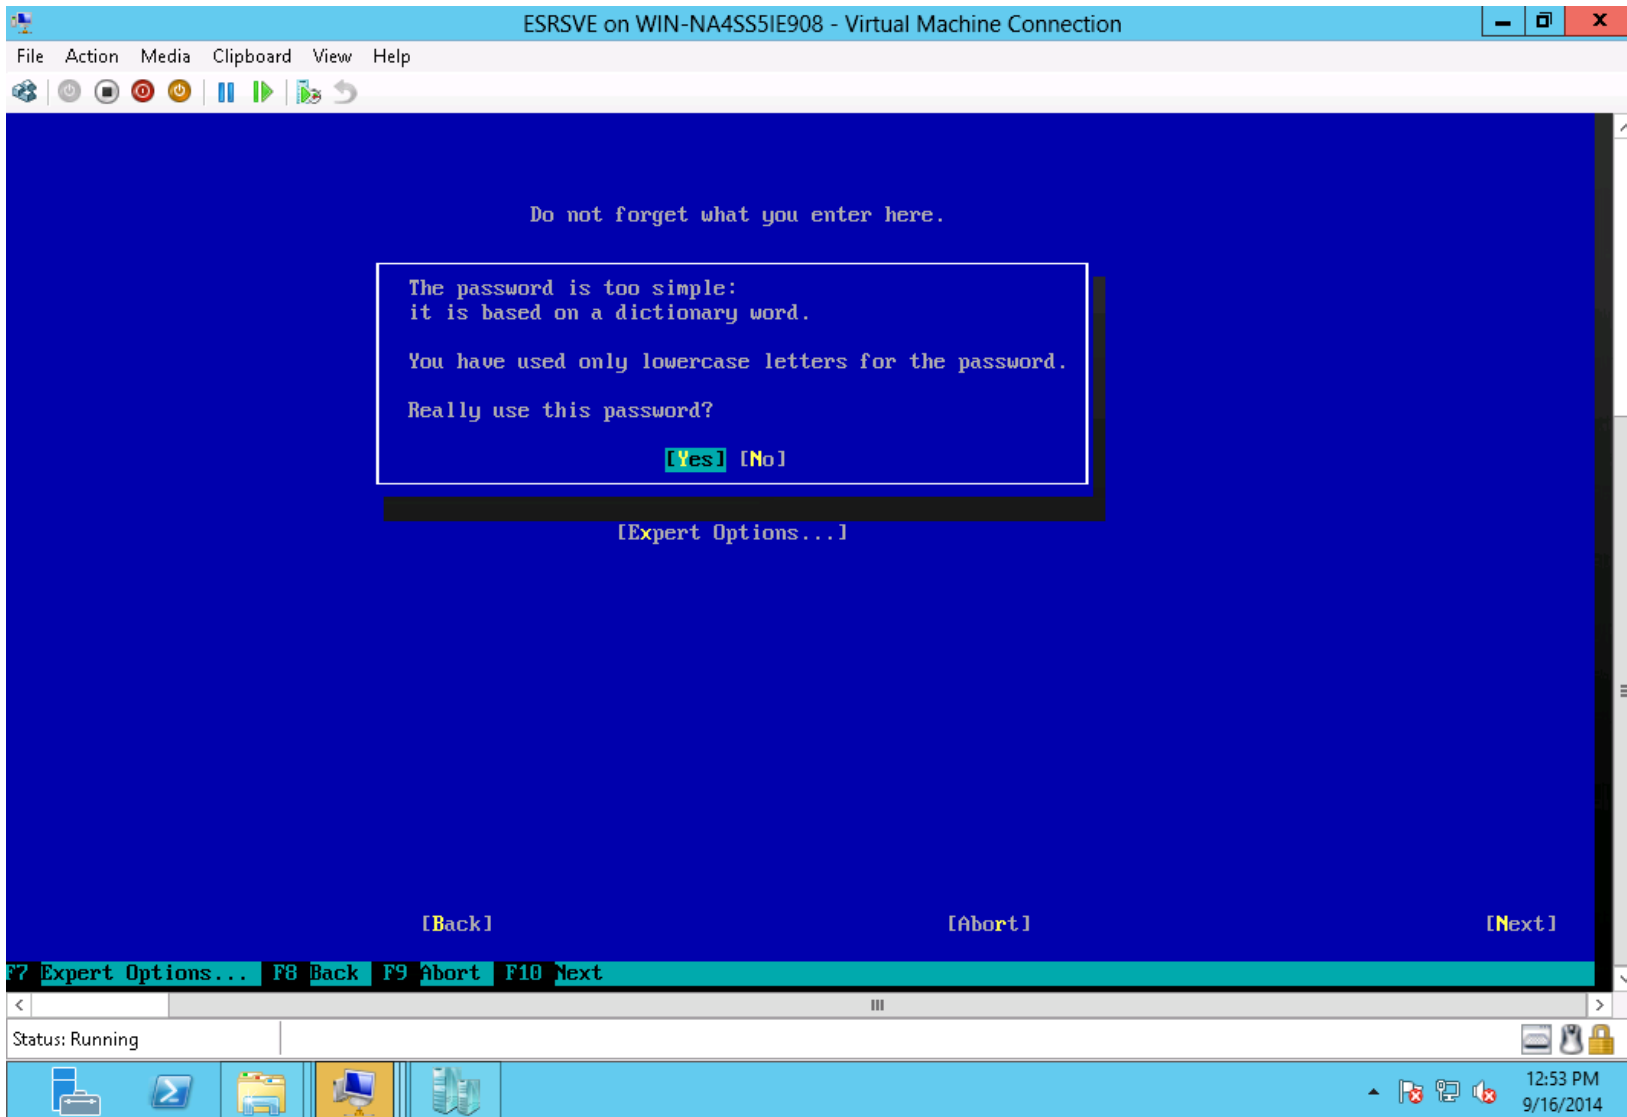 ESRSVE on WIN-NA4SS5IE908 - Virtual Machine Connection
File Action Media Clipboard View Help
Do not forget what you enter here.
The password is too simple:
it is based on a dictionary word.
You have used only lowercase letters for the password.
Really use this password?
[Yes] [No]
[Expert Options...]
[Back] [Abort] [Next]
F7 Expert Options... F8 Back F9 Abort F10 Next
Status: Running
12:53 PM
9/16/2014